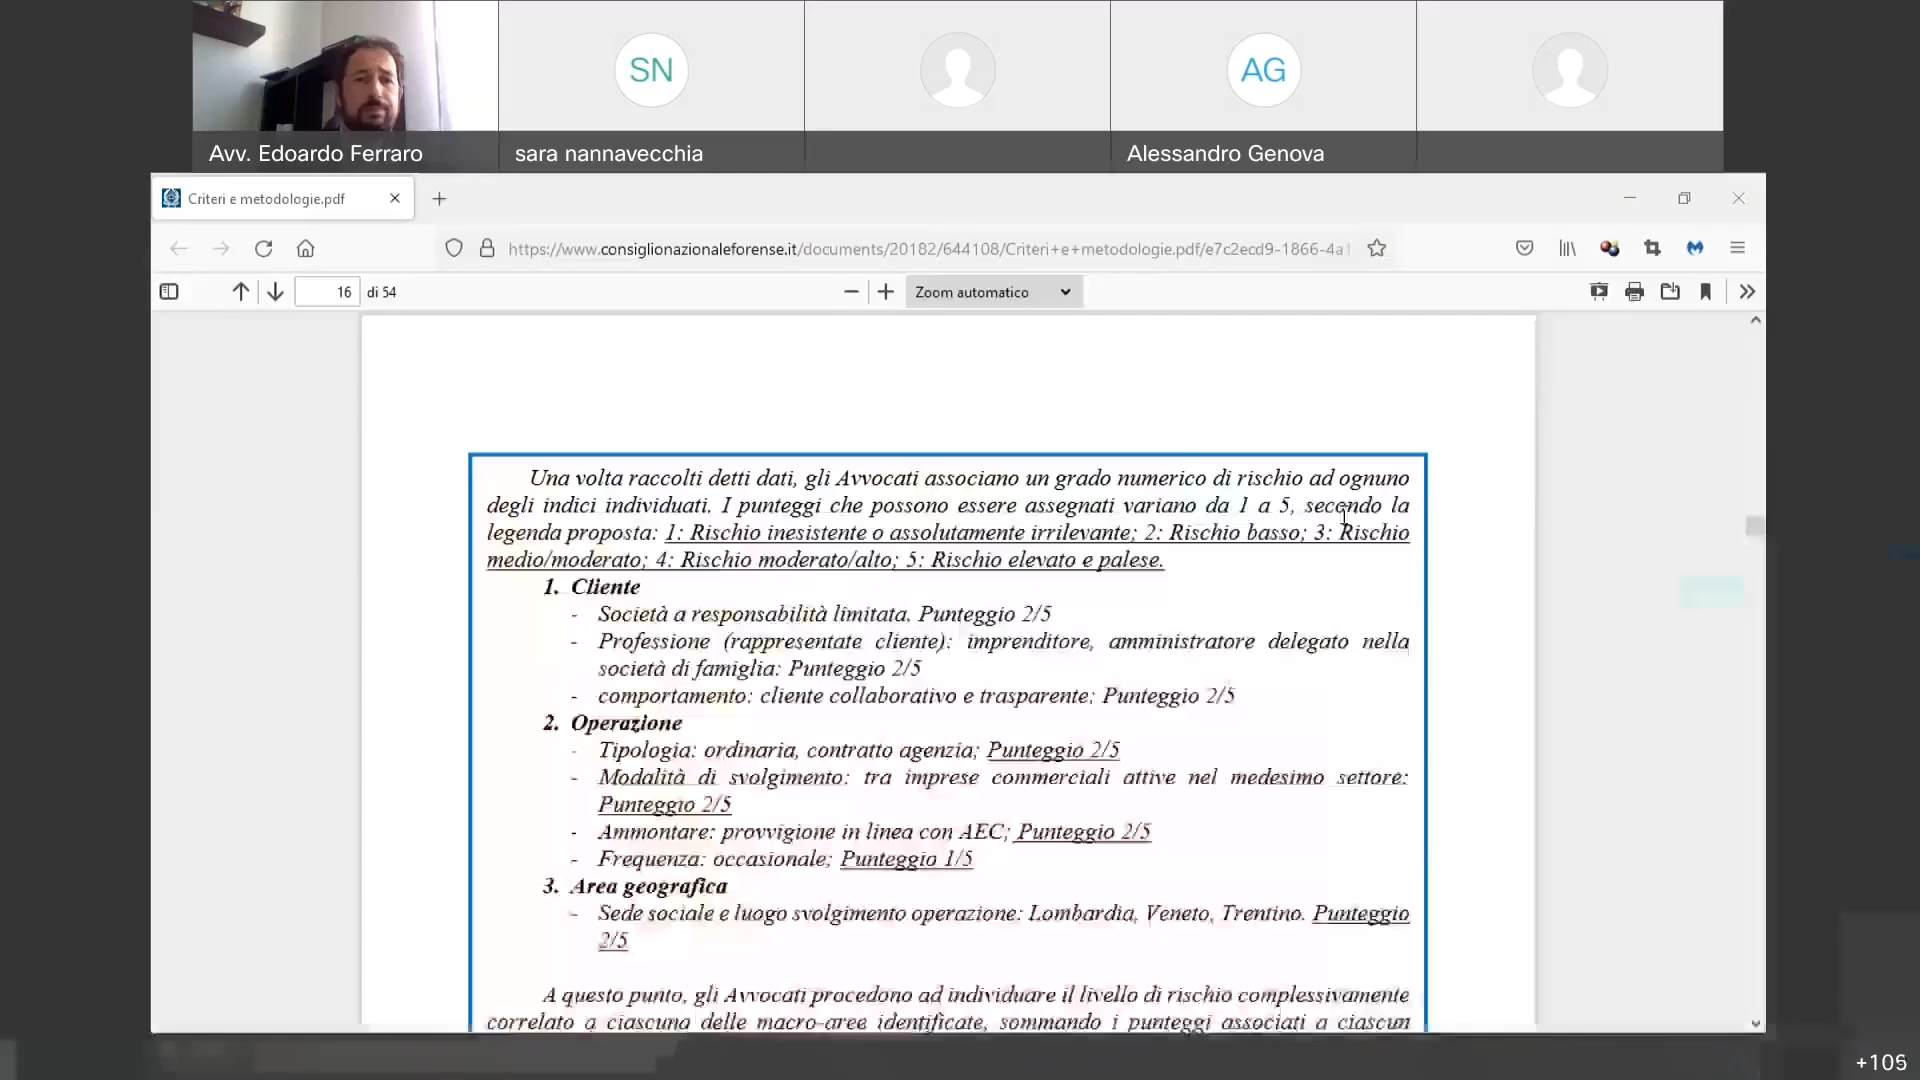 SN
AG
Avv. Edoardo Ferraro
sara nannavecchia
Alessandro Genova
Criteri e metodologie.pdf
https://www.consiglionazionaleforense.it/documents/20182/644108/Criteri+e+metodologie.pdf/e7c2ecd9-1866-4a1
16 di 54
Zoom automatico
Una volta raccolti detti dati, gli Avvocati associano un grado numerico di rischio ad ognuno
degli indici individuati. I punteggi che possono essere assegnati variano da 1 a 5, secondo la
legenda proposta: 1: Rischio inesistente o assolutamente irrilevante; 2: Rischio basso; 3: Rischio
medio/moderato; 4: Rischio moderato/alto; 5: Rischio elevato e palese.
1. Cliente
- Società a responsabilità limitata. Punteggio 2/5
- Professione (rappresentate cliente): imprenditore, amministratore delegato nella
società di famiglia: Punteggio 2/5
- comportamento: cliente collaborativo e trasparente; Punteggio 2/5
2. Operazione
- Tipologia: ordinaria, contratto agenzia; Punteggio 2/5
- Modalità di svolgimento: tra imprese commerciali attive nel medesimo settore:
Punteggio 2/5
- Ammontare: provvigione in linea con AEC; Punteggio 2/5
- Frequenza: occasionale; Punteggio 1/5
3. Area geografica
- Sede sociale e luogo svolgimento operazione: Lombardia, Veneto, Trentino. Punteggio
2/5
A questo punto, gli Avvocati procedono ad individuare il livello di rischio complessivamente
correlato a ciascuna delle macro-aree identificate, sommando i punteggi associati a ciascun
+105